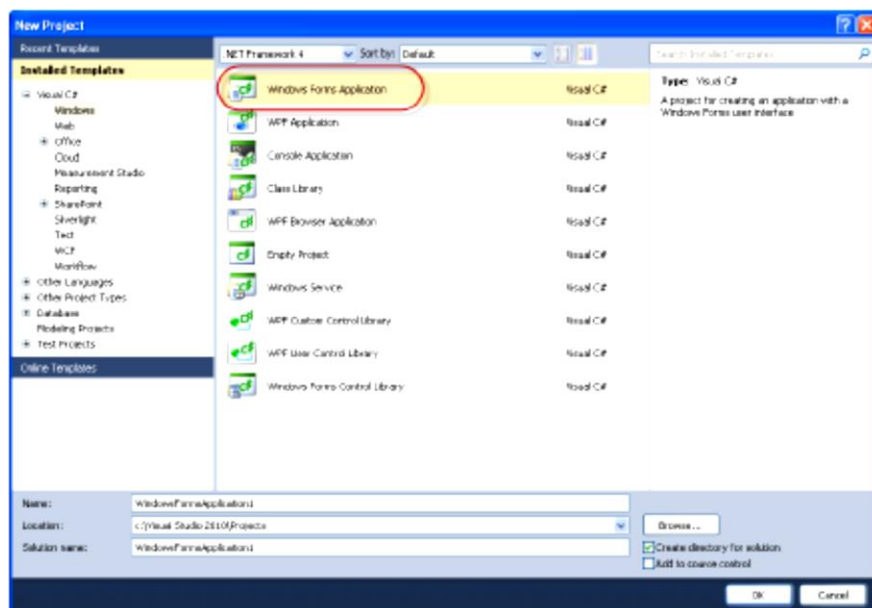 New Project
Recent Templates
Installed Templates
Visual C#
Windows
Web
Office
Cloud
Measurement Studio
Reporting
SharePoint
Silverlight
Test
WCF
Workflow
Other Languages
Other Project Types
Database
Modeling Projects
Test Projects
Online Templates
.NET Framework 4 Sort by: Default
Windows Forms Application Visual C#
WPF Application Visual C#
Console Application Visual C#
Class Library Visual C#
WPF Browser Application Visual C#
Empty Project Visual C#
Windows Service Visual C#
WPF Custom Control Library Visual C#
WPF User Control Library Visual C#
Windows Forms Control Library Visual C#
Search Installed Templates
Type: Visual C#
A project for creating an application with a
Windows Forms user interface
Name: WindowsFormsApplication1
Location: c:\Visual Studio 2010\Projects
Solution name: WindowsFormsApplication1
Browse...
Create directory for solution
Add to source control
OK Cancel